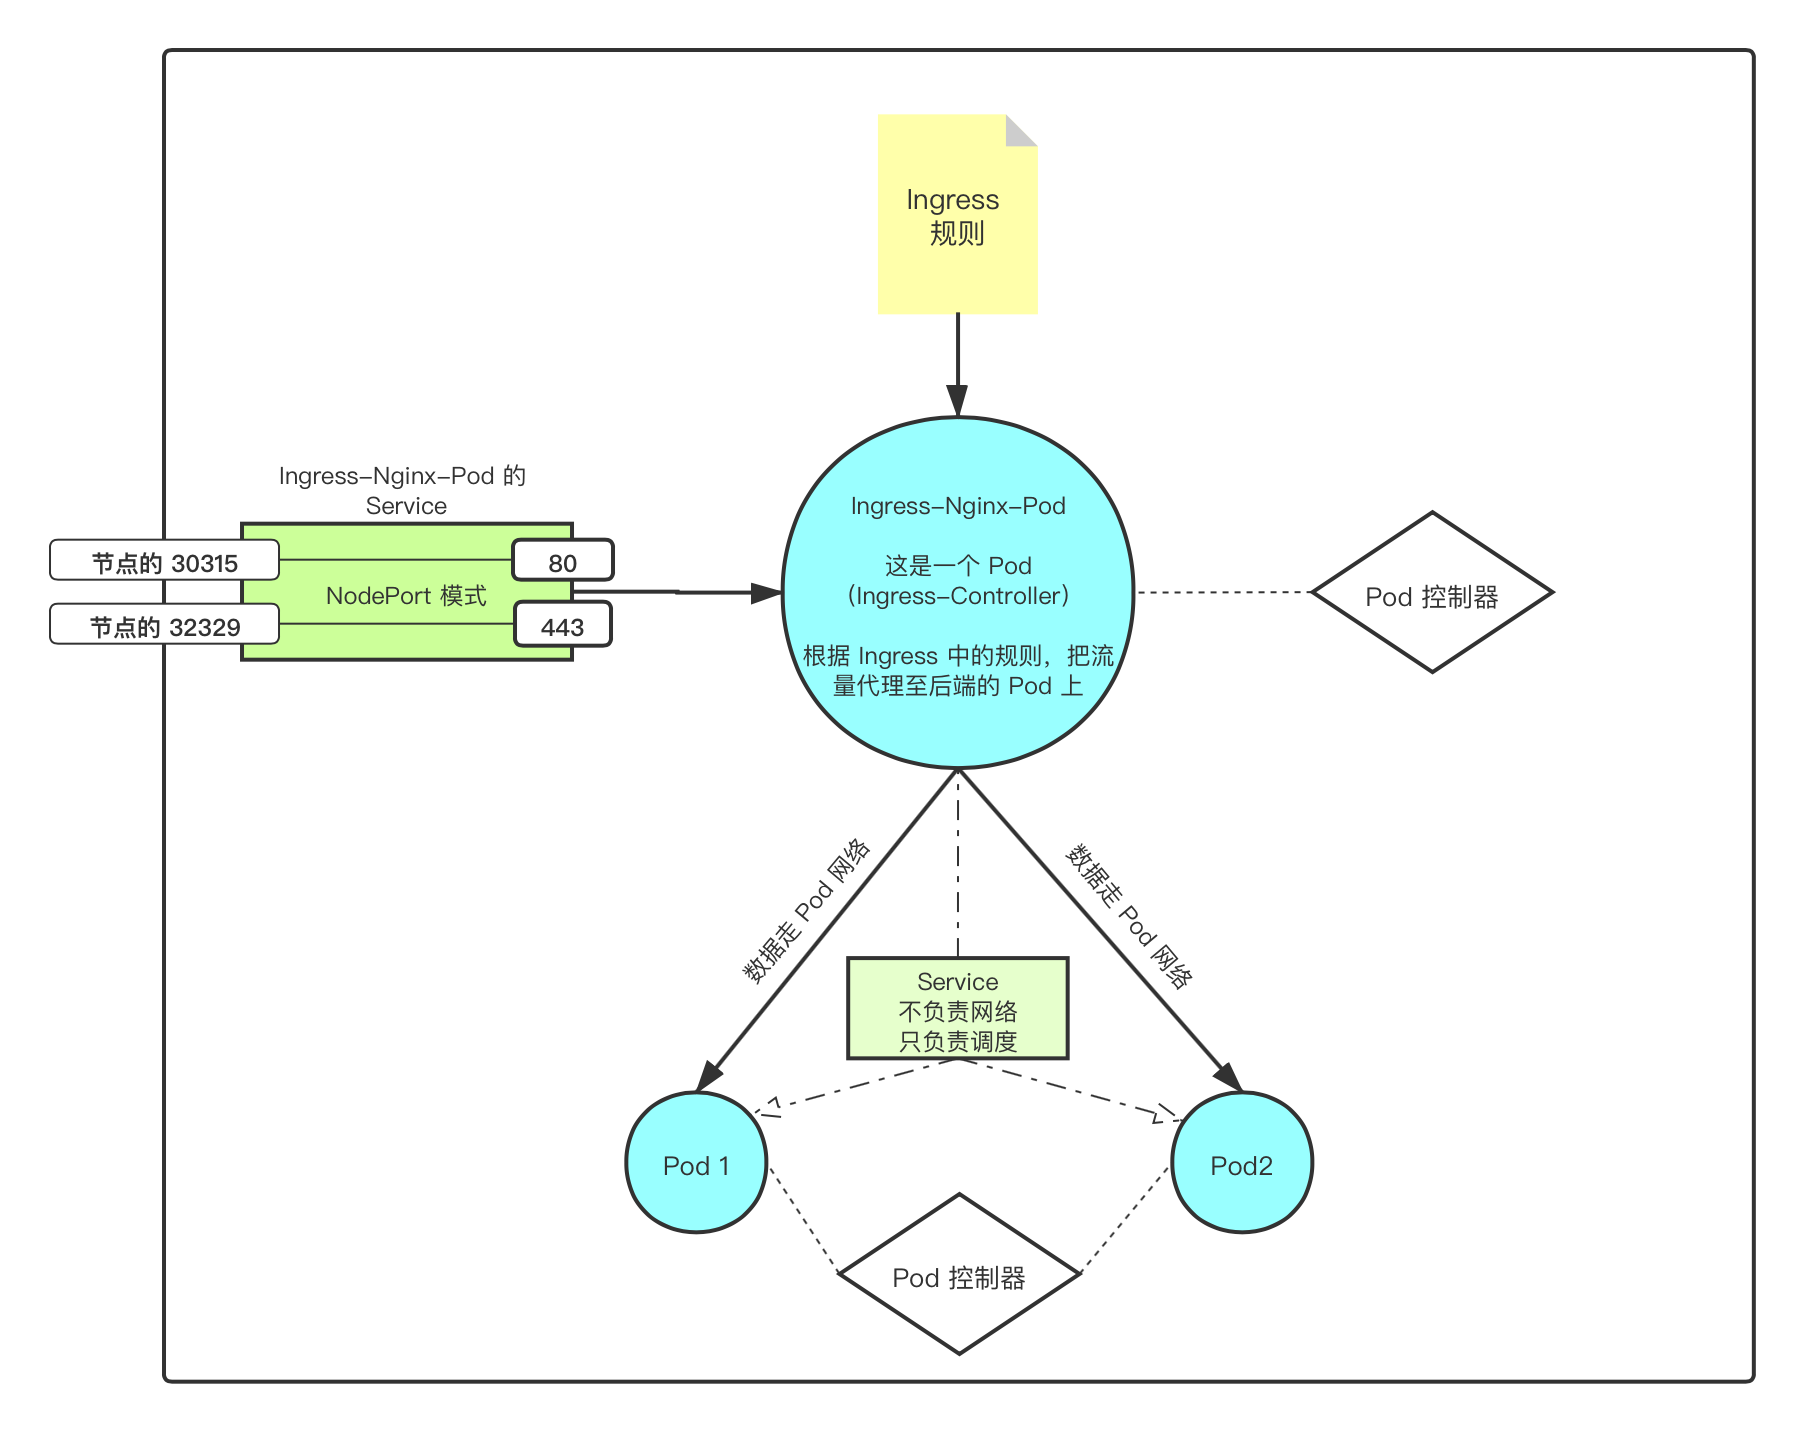 Ingress
规则
Ingress-Nginx-Pod 的
Service
节点的 30315
80
NodePort 模式
节点的 32329
443
Ingress-Nginx-Pod
这是一个 Pod
（Ingress-Controller）
根据 Ingress 中的规则，把流
量代理至后端的 Pod 上
Pod 控制器
数据走 Pod 网络
数据走 Pod 网络
Service
不负责网络
只负责调度
Pod 1
Pod2
Pod 控制器